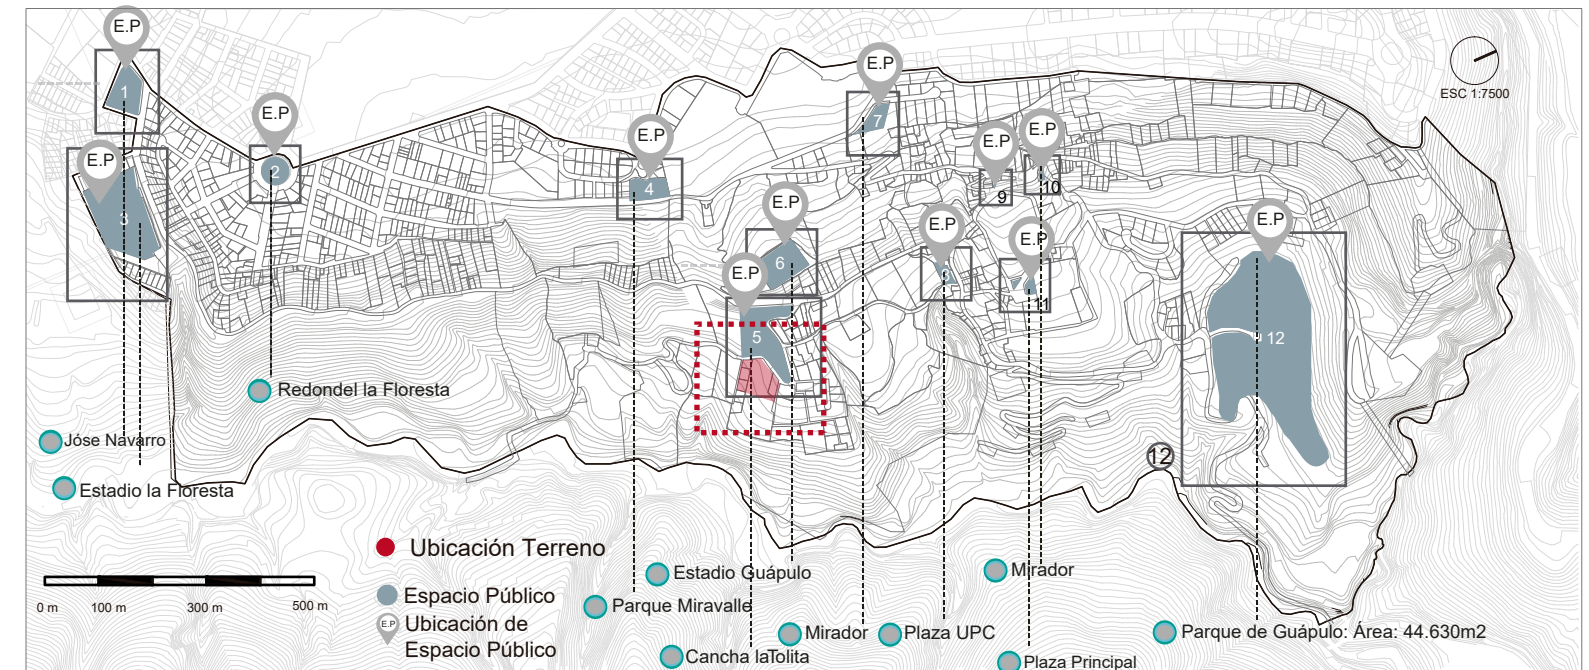 E.P
1
E.P
2
E.P
3
E.P
4
E.P
7
E.P
9
E.P
10
ESC 1:7500
E.P
6
E.P
5
E.P
8
E.P
11
E.P
12
12
Redondel la Floresta
Jóse Navarro
Estadio la Floresta
Ubicación Terreno
Espacio Público
E.P
Ubicación de
Espacio Público
0 m
100 m
300 m
500 m
Estadio Guápulo
Parque Miravalle
Cancha laTolita
Mirador
Plaza UPC
Mirador
Plaza Principal
Parque de Guápulo: Área: 44.630m2